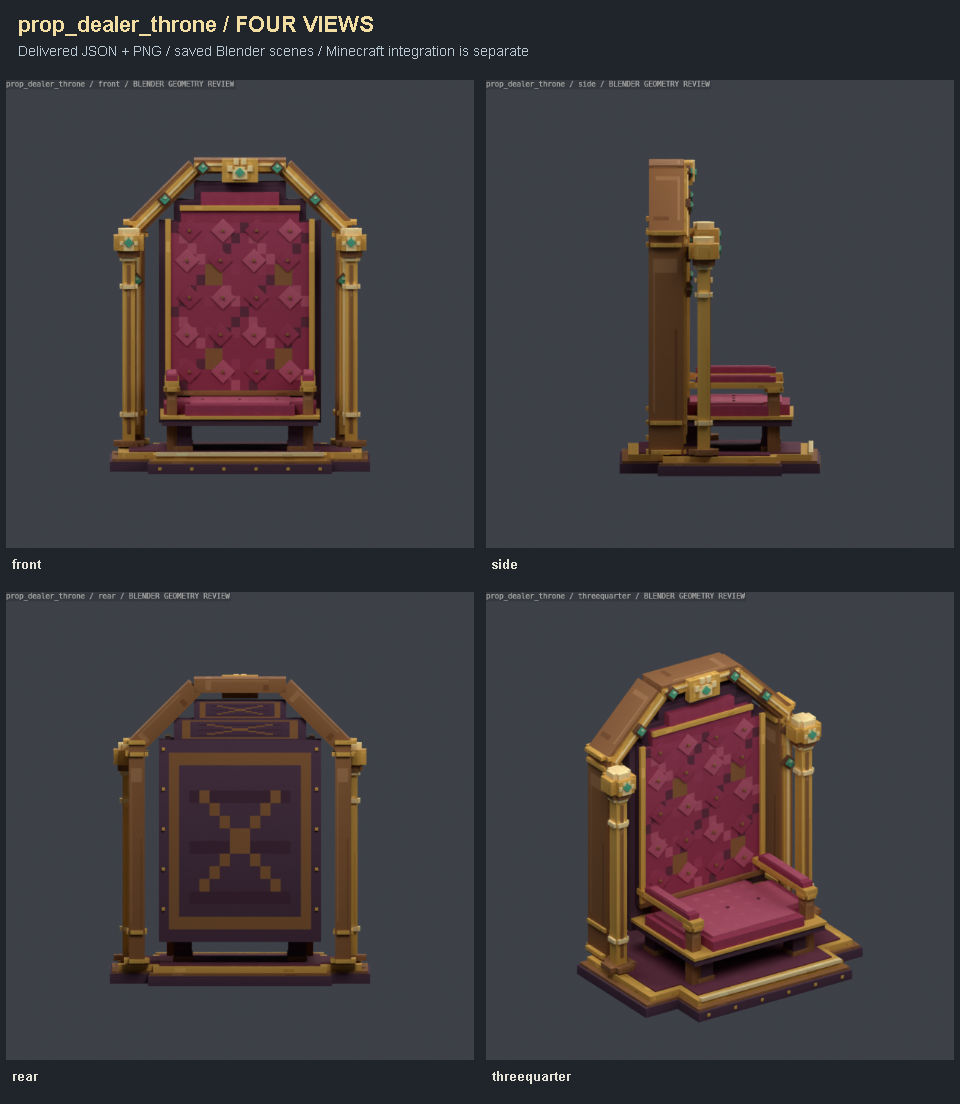 prop_dealer_throne / FOUR VIEWS
Delivered JSON + PNG / saved Blender scenes / Minecraft integration is separate
prop_dealer_throne / front / BLENDER GEOMETRY REVIEW
prop_dealer_throne / side / BLENDER GEOMETRY REVIEW
front
side
prop_dealer_throne / rear / BLENDER GEOMETRY REVIEW
prop_dealer_throne / threequarter / BLENDER GEOMETRY REVIEW
rear
threequarter